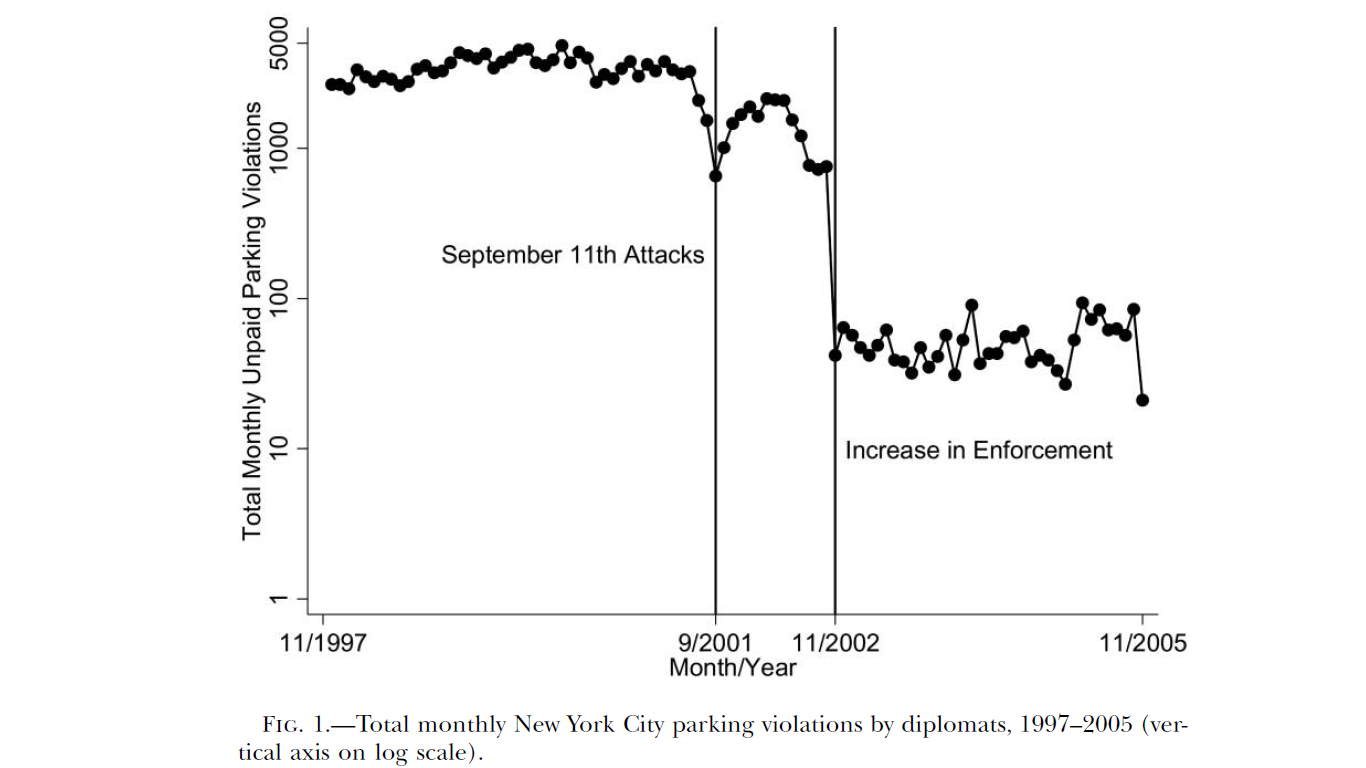 Total Monthly Unpaid Parking Violations
5000
1000
100
10
1
September 11th Attacks
Increase in Enforcement
11/1997
9/2001
11/2002
11/2005
Month/Year
FIG. 1.—Total monthly New York City parking violations by diplomats, 1997–2005 (ver-
tical axis on log scale).